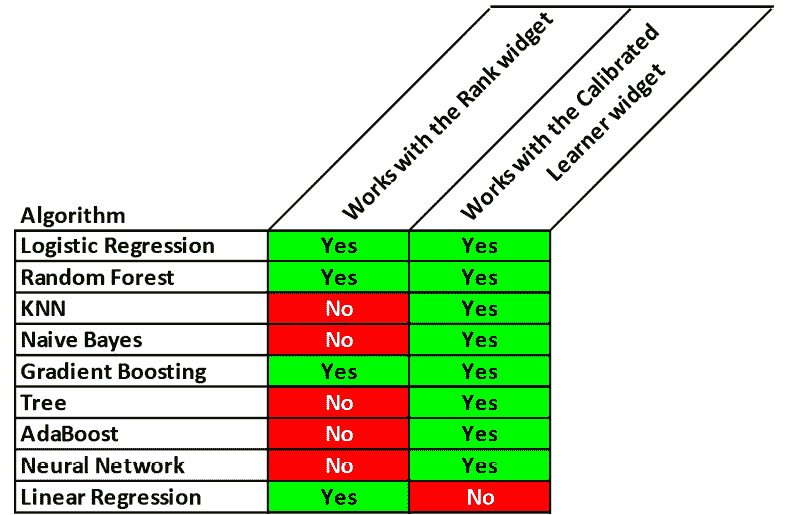 Works with the Rank widget
Works with the Calibrated
Learner widget
Algorithm
Logistic Regression Yes Yes
Random Forest Yes Yes
KNN No Yes
Naive Bayes No Yes
Gradient Boosting Yes Yes
Tree No Yes
AdaBoost No Yes
Neural Network No Yes
Linear Regression Yes No